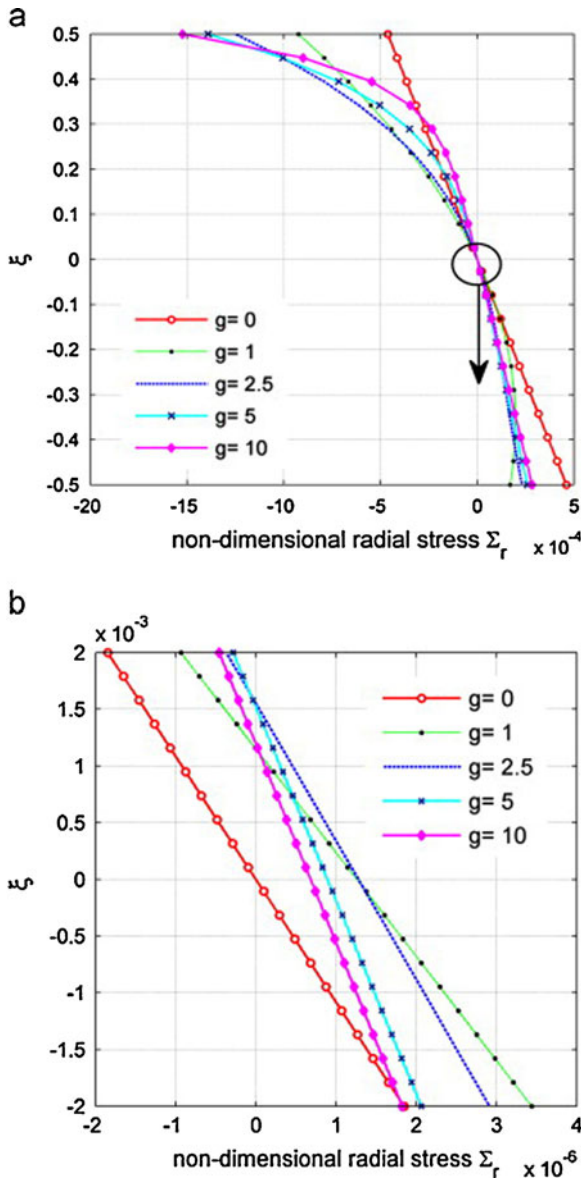 a
0.5
0.4
0.3
0.2
0.1
0
-0.1
-0.2
-0.3
-0.4
0.5
ξ
g= 0
g= 1
g= 2.5
g= 5
g= 10
-20 -15 -10 -5 0 5
non-dimensional radial stress Σr x 10-4
b
x 10-3
2
1.5
1
0.5
0
-0.5
-1
-1.5
-2
ξ
g= 0
g= 1
g= 2.5
g= 5
g= 10
-2 -1 0 1 2 3 4
non-dimensional radial stress Σr x 10-6